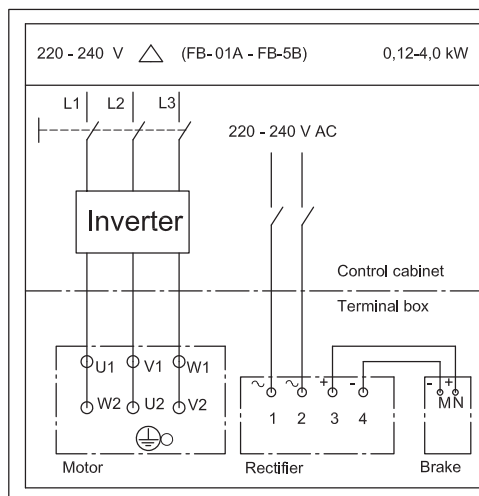 220 - 240 V △ (FB- 01A - FB-5B) 0,12-4,0 kW
L1 L2 L3
220 - 240 V AC
Inverter
Control cabinet
Terminal box
U1 V1 W1
W2 U2 V2
~ ~ + -
1 2 3 4
- +
M N
Motor Rectifier Brake